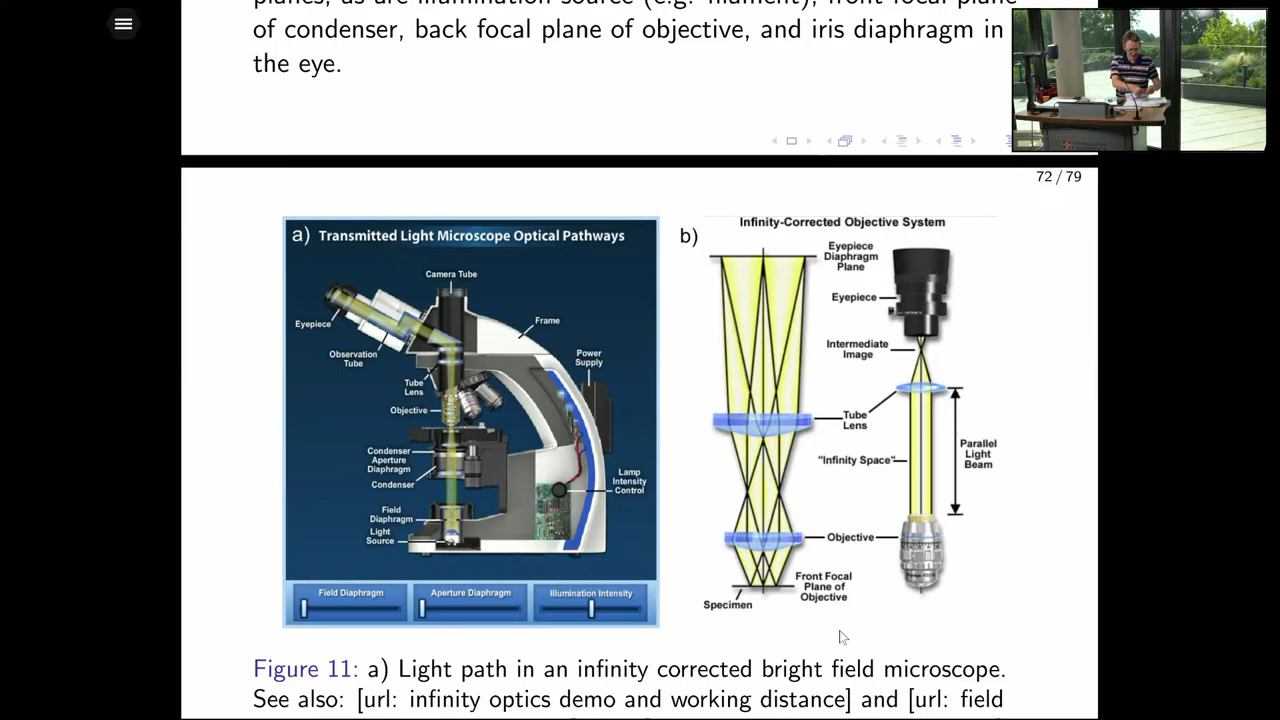 planes, as are illumination source (e.g. filament), front focal plane
of condenser, back focal plane of objective, and iris diaphragm in
the eye.
72 / 79
a) Transmitted Light Microscope Optical Pathways
Camera Tube
Eyepiece
Frame
Observation
Tube
Power
Supply
Tube
Lens
Objective
Condenser
Aperture
Diaphragm
Condenser
Lamp
Intensity
Control
Field
Diaphragm
Light
Source
Field Diaphragm
Aperture Diaphragm
Illumination Intensity
b)
Infinity-Corrected Objective System
Eyepiece
Diaphragm
Plane
Eyepiece
Intermediate
Image
Tube
Lens
"Infinity Space"
Parallel
Light
Beam
Objective
Front Focal
Plane of
Objective
Specimen
Figure 11: a) Light path in an infinity corrected bright field microscope.
See also: [url: infinity optics demo and working distance] and [url: field